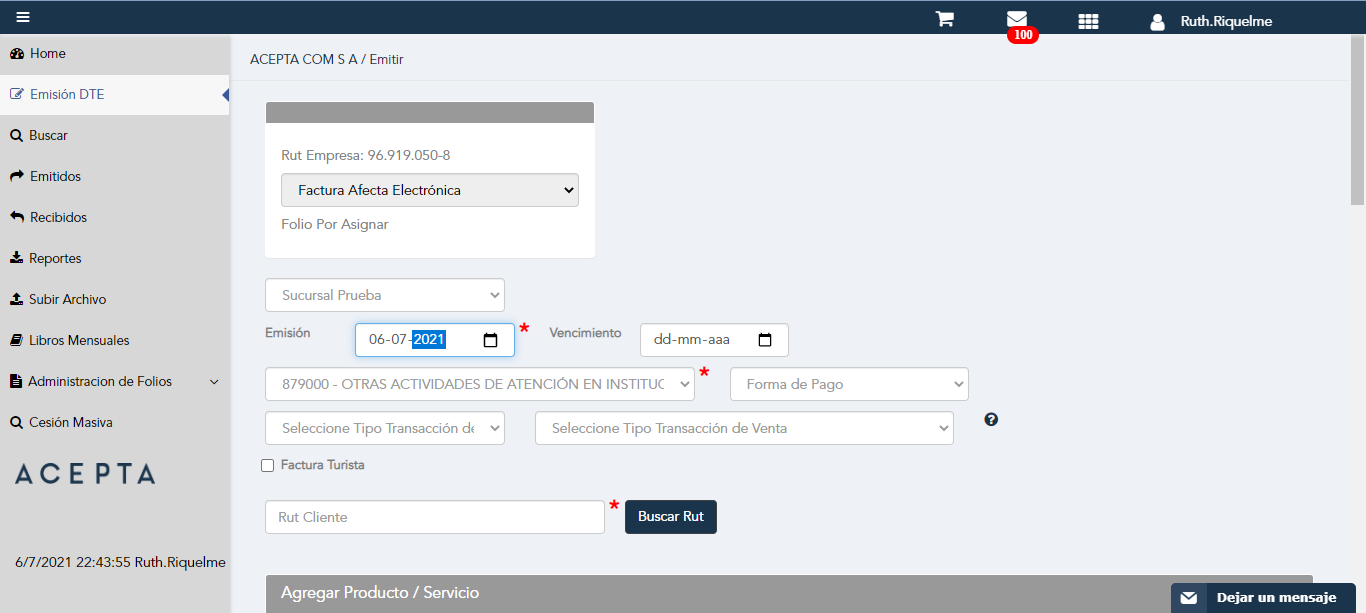 100
Ruth.Riquelme
Home
Emisión DTE
Buscar
Emitidos
Recibidos
Reportes
Subir Archivo
Libros Mensuales
Administracion de Folios
Cesión Masiva
ACEPTA
6/7/2021 22:43:55 Ruth.Riquelme
ACEPTA COM S A / Emitir
Rut Empresa: 96.919.050-8
Factura Afecta Electrónica
Folio Por Asignar
Sucursal Prueba
Emisión 06-07-2021 * Vencimiento dd-mm-aaa
879000 - OTRAS ACTIVIDADES DE ATENCIÓN EN INSTITUC * Forma de Pago
Seleccione Tipo Transacción de Seleccione Tipo Transacción de Venta ?
Factura Turista
Rut Cliente * Buscar Rut
Agregar Producto / Servicio
Dejar un mensaje